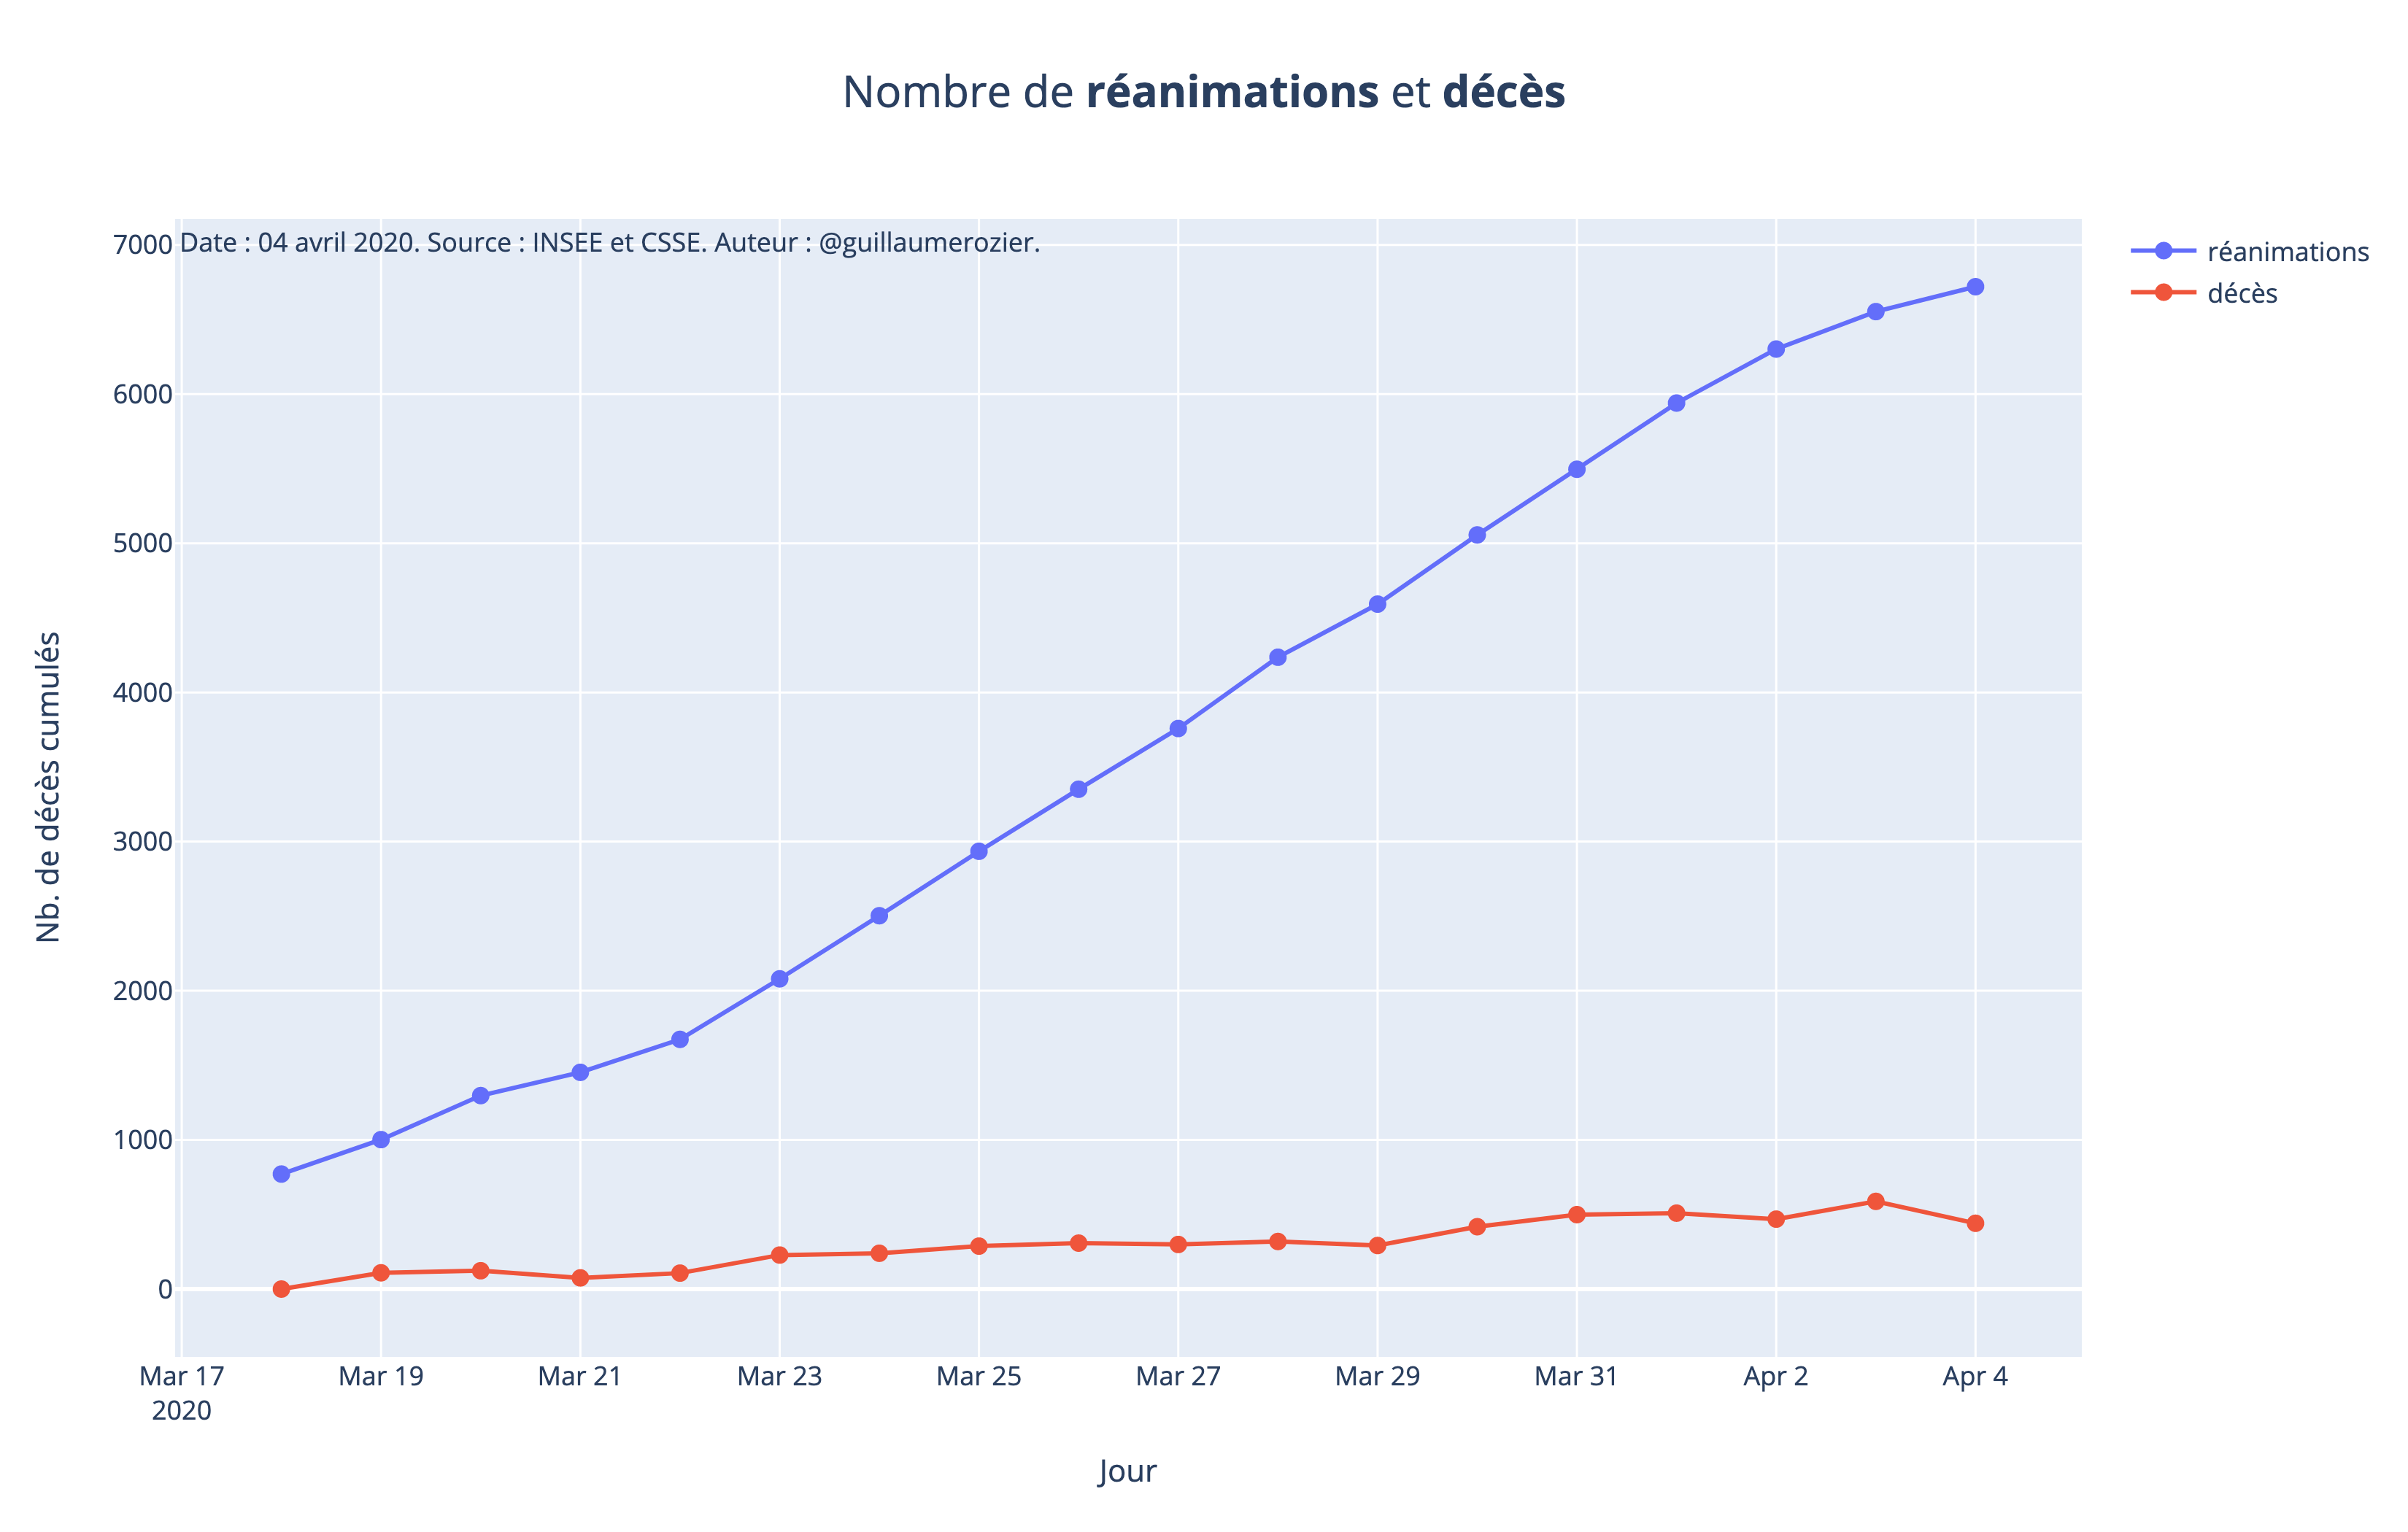 Nombre de réanimations et décès
Date : 04 avril 2020. Source : INSEE et CSSE. Auteur : @guillaumerozier.
réanimations
décès
Nb. de décès cumulés
7000
6000
5000
4000
3000
2000
1000
0
Mar 17 Mar 19 Mar 21 Mar 23 Mar 25 Mar 27 Mar 29 Mar 31 Apr 2 Apr 4
2020
Jour